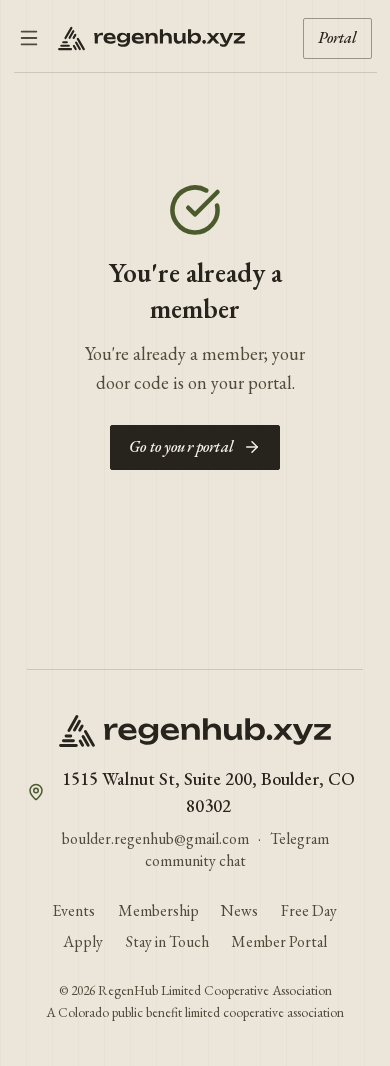 regenhub.xyz
Portal
You're already a
member
You're already a member; your
door code is on your portal.
Go to your portal
regenhub.xyz
1515 Walnut St, Suite 200, Boulder, CO
80302
boulder.regenhub@gmail.com · Telegram
community chat
Events Membership News Free Day
Apply Stay in Touch Member Portal
© 2026 RegenHub Limited Cooperative Association
A Colorado public benefit limited cooperative association